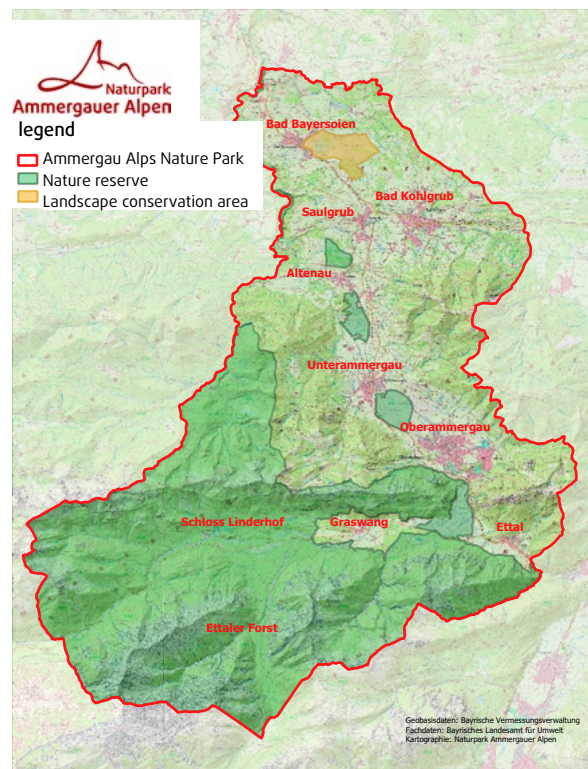 Naturpark
Ammergauer Alpen
legend
Ammergau Alps Nature Park
Nature reserve
Landscape conservation area
Bad Bayersoien
Bad Kohlgrub
Saulgrub
Altenau
Unterammergau
Oberammergau
Schloss Linderhof
Graswang
Ettal
Ettaler Forst
Geobasisdaten: Bayrische Vermessungsverwaltung
Fachdaten: Bayrisches Landesamt für Umwelt
Kartographie: Naturpark Ammergauer Alpen